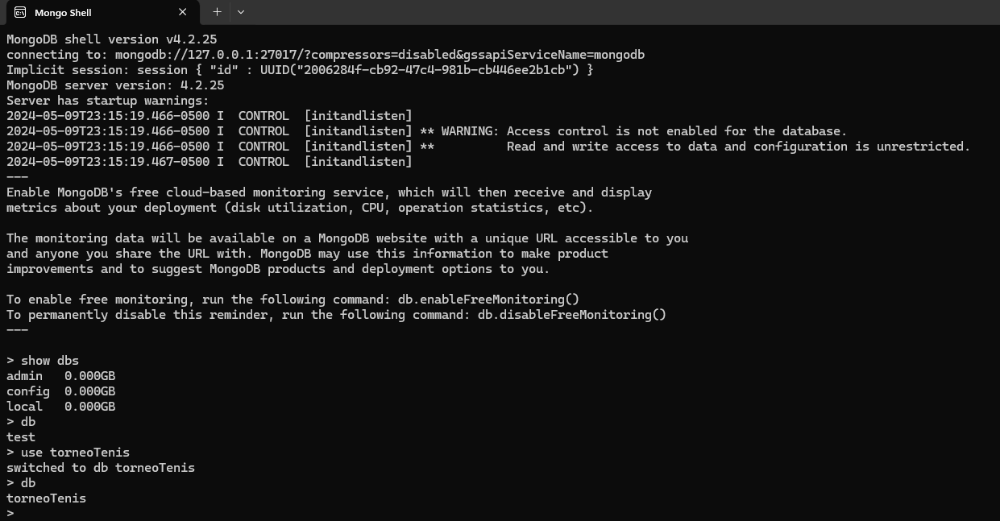 Mongo Shell
MongoDB shell version v4.2.25
connecting to: mongodb://127.0.0.1:27017/?compressors=disabled&gssapiServiceName=mongodb
Implicit session: session { "id" : UUID("2006284f-cb92-47c4-981b-cb446ee2b1cb") }
MongoDB server version: 4.2.25
Server has startup warnings:
2024-05-09T23:15:19.466-0500 I  CONTROL  [initandlisten]
2024-05-09T23:15:19.466-0500 I  CONTROL  [initandlisten] ** WARNING: Access control is not enabled for the database.
2024-05-09T23:15:19.466-0500 I  CONTROL  [initandlisten] **          Read and write access to data and configuration is unrestricted.
2024-05-09T23:15:19.467-0500 I  CONTROL  [initandlisten]
---
Enable MongoDB's free cloud-based monitoring service, which will then receive and display
metrics about your deployment (disk utilization, CPU, operation statistics, etc).
The monitoring data will be available on a MongoDB website with a unique URL accessible to you
and anyone you share the URL with. MongoDB may use this information to make product
improvements and to suggest MongoDB products and deployment options to you.
To enable free monitoring, run the following command: db.enableFreeMonitoring()
To permanently disable this reminder, run the following command: db.disableFreeMonitoring()
---
> show dbs
admin   0.000GB
config  0.000GB
local   0.000GB
> db
test
> use torneoTenis
switched to db torneoTenis
> db
torneoTenis
>